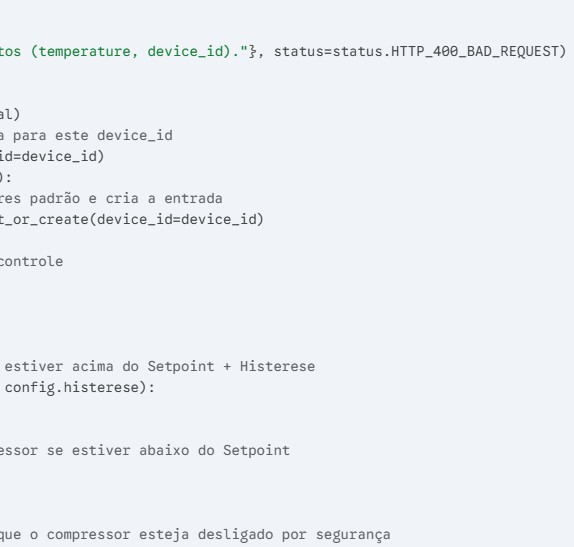 tos (temperature, device_id)."}, status=status.HTTP_400_BAD_REQUEST)
al)
a para este device_id
id=device_id)
):
res padrão e cria a entrada
t_or_create(device_id=device_id)
controle
estiver acima do Setpoint + Histerese
config.histerese):
essor se estiver abaixo do Setpoint
que o compressor esteja desligado por segurança